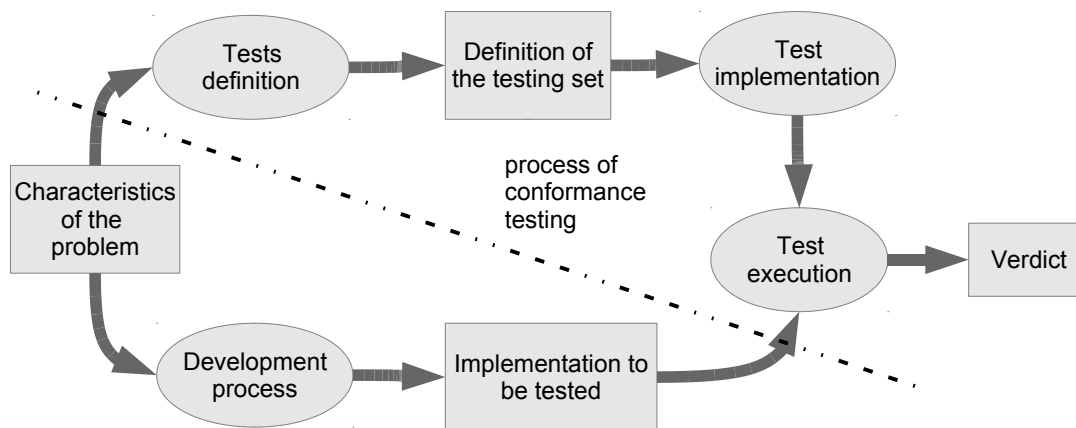 Tests
definition
Definition of
the testing set
Test
implementation
process of
conformance
testing
Characteristics
of the
problem
Test
execution
Verdict
Development
process
Implementation to
be tested